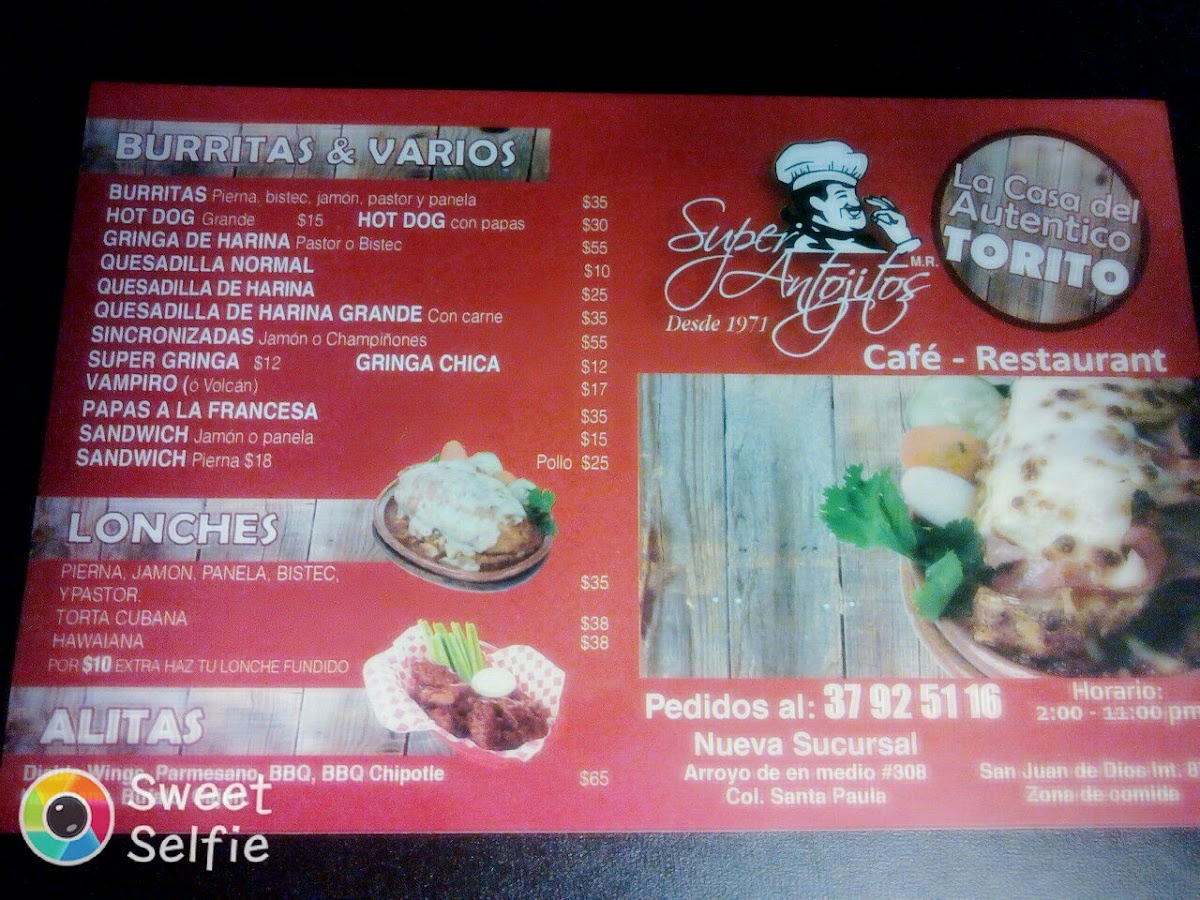 BURRITAS & VARIOS
BURRITAS Pierna, bistec, jamón, pastor y panela $35
HOT DOG Grande $15 HOT DOG con papas $30
GRINGA DE HARINA Pastor o Bistec $55
QUESADILLA NORMAL $10
QUESADILLA DE HARINA $25
QUESADILLA DE HARINA GRANDE Con carne $35
SINCRONIZADAS Jamón o Champiñones $55
SUPER GRINGA $12 GRINGA CHICA $12
VAMPIRO (ó Volcán) $17
PAPAS A LA FRANCESA $35
SANDWICH Jamón o panela $15
SANDWICH Pierna $18 Pollo $25
LONCHES
PIERNA, JAMON, PANELA, BISTEC, $35
Y PASTOR.
TORTA CUBANA $38
HAWAIANA $38
POR $10 EXTRA HAZ TU LONCHE FUNDIDO
ALITAS
Wings, Parmesano, BBQ, BBQ Chipotle $65
Super Antojitos M.R.
Desde 1971
La Casa del
Autentico
TORITO
Café - Restaurant
Pedidos al: 37 92 51 16
Horario:
2:00 - 11:00 pm
Nueva Sucursal
Arroyo de en medio #308
Col. Santa Paula
San Juan de Dios Int.
Zona de comida
Sweet
Selfie